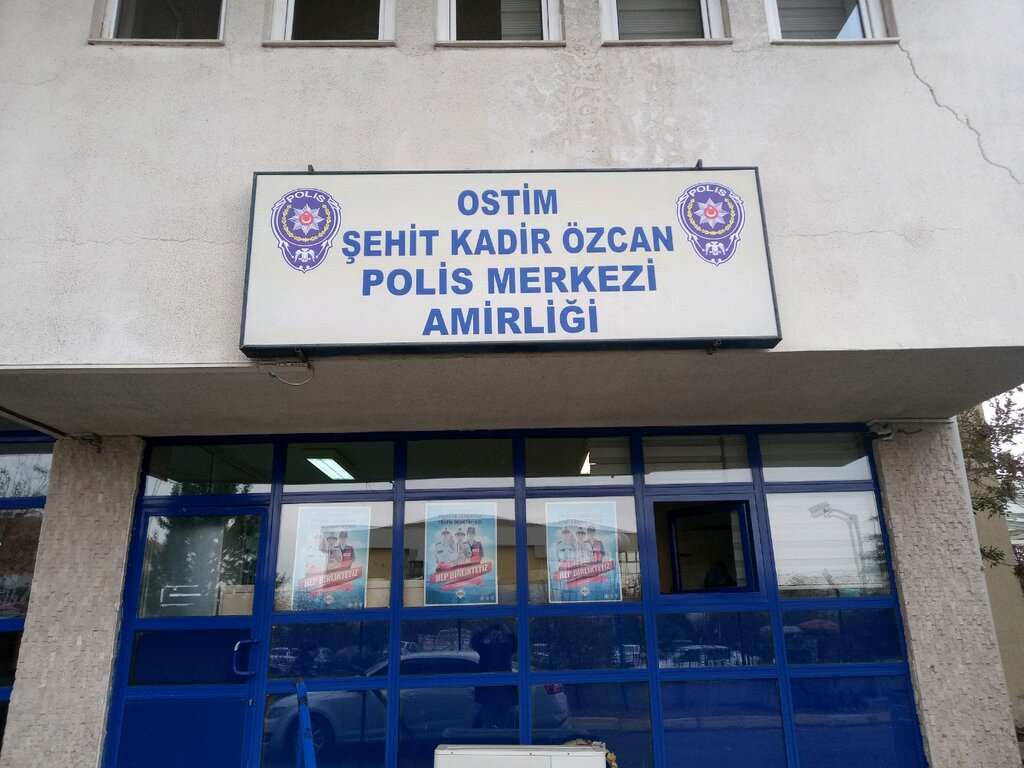 OSTİM
ŞEHİT KADİR ÖZCAN
POLİS MERKEZİ
AMİRLİĞİ
POLİS
POLİS
HEP BİRLİKTEYİZ
HEP BİRLİKTEYİZ
HEP BİRLİKTEYİZ